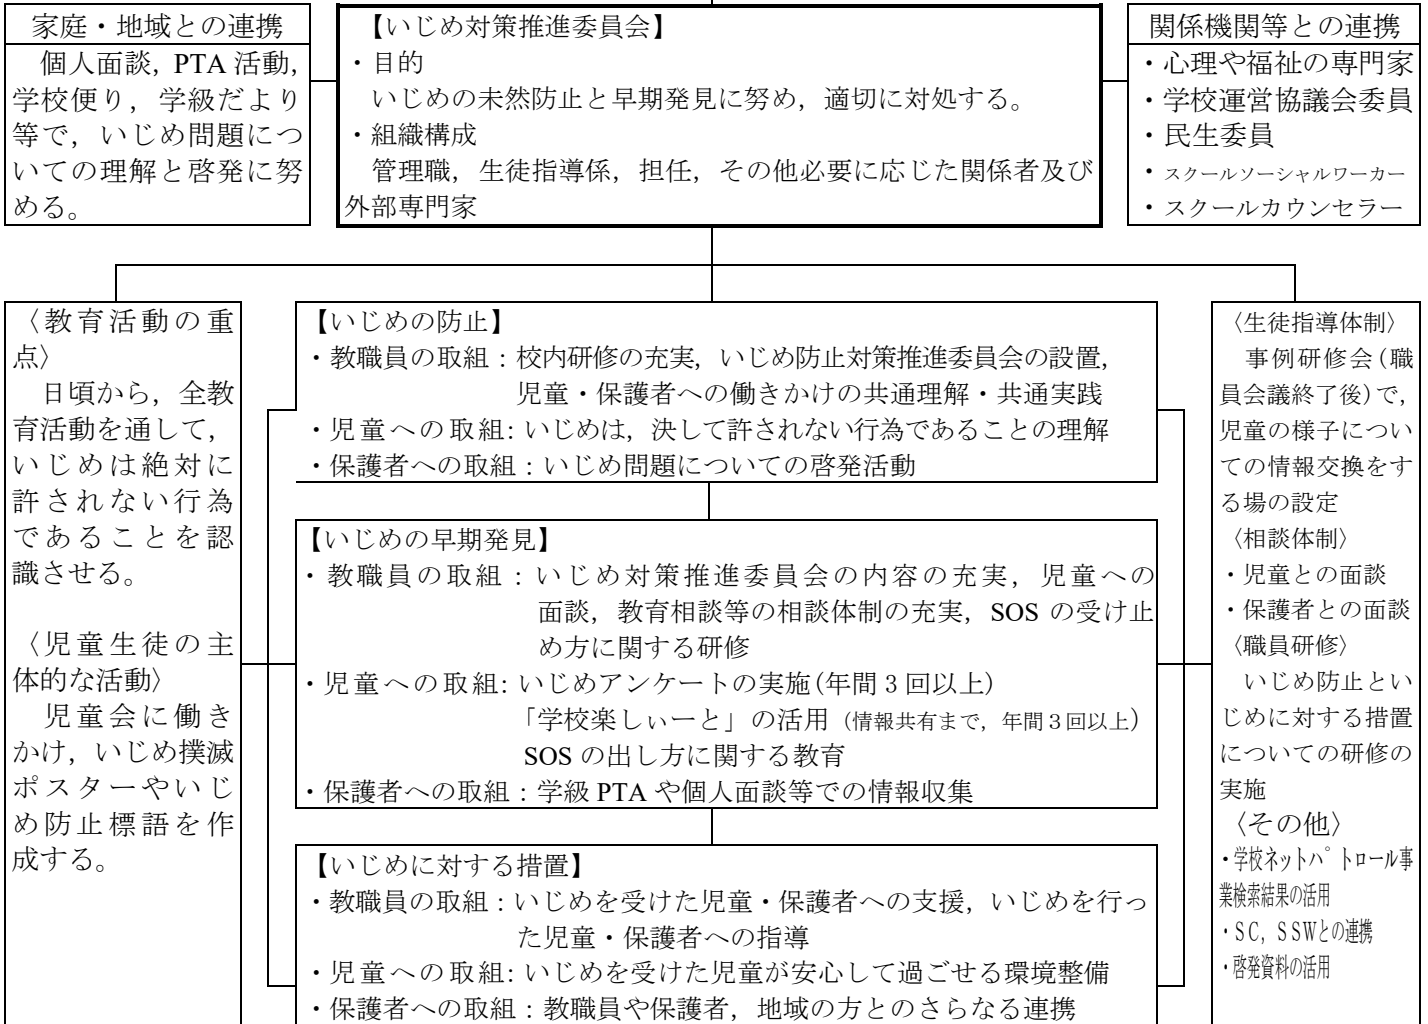 家庭・地域との連携
個人面談，PTA 活動，
学校便り，学級だより
等で，いじめ問題につ
いての理解と啓発に努
める。
【いじめ対策推進委員会】
・目的
いじめの未然防止と早期発見に努め，適切に対処する。
・組織構成
管理職，生徒指導係，担任，その他必要に応じた関係者及び
外部専門家
関係機関等との連携
・心理や福祉の専門家
・学校運営協議会委員
・民生委員
・スクールソーシャルワーカー
・スクールカウンセラー
〈教育活動の重
点〉
日頃から，全教
育活動を通して，
いじめは絶対に
許されない行為
であることを認
識させる。
〈児童生徒の主
体的な活動〉
児童会に働き
かけ，いじめ撲滅
ポスターやいじ
め防止標語を作
成する。
【いじめの防止】
・教職員の取組：校内研修の充実，いじめ防止対策推進委員会の設置，
児童・保護者への働きかけの共通理解・共通実践
・児童への取組：いじめは，決して許されない行為であることの理解
・保護者への取組：いじめ問題についての啓発活動
【いじめの早期発見】
・教職員の取組：いじめ対策推進委員会の内容の充実，児童への
面談，教育相談等の相談体制の充実，SOS の受け止
め方に関する研修
・児童への取組：いじめアンケートの実施(年間３回以上)
「学校楽しぃーと」の活用（情報共有まで，年間３回以上）
SOS の出し方に関する教育
・保護者への取組：学級 PTA や個人面談等での情報収集
【いじめに対する措置】
・教職員の取組：いじめを受けた児童・保護者への支援，いじめを行っ
た児童・保護者への指導
・児童への取組：いじめを受けた児童が安心して過ごせる環境整備
・保護者への取組：教職員や保護者，地域の方とのさらなる連携
〈生徒指導体制〉
事例研修会(職
員会議終了後)で，
児童の様子につい
ての情報交換をす
る場の設定
〈相談体制〉
・児童との面談
・保護者との面談
〈職員研修〉
いじめ防止とい
じめに対する措置
についての研修の
実施
〈その他〉
・学校ネットパトロール事
業検索結果の活用
・ＳＣ，ＳＳＷとの連携
・啓発資料の活用